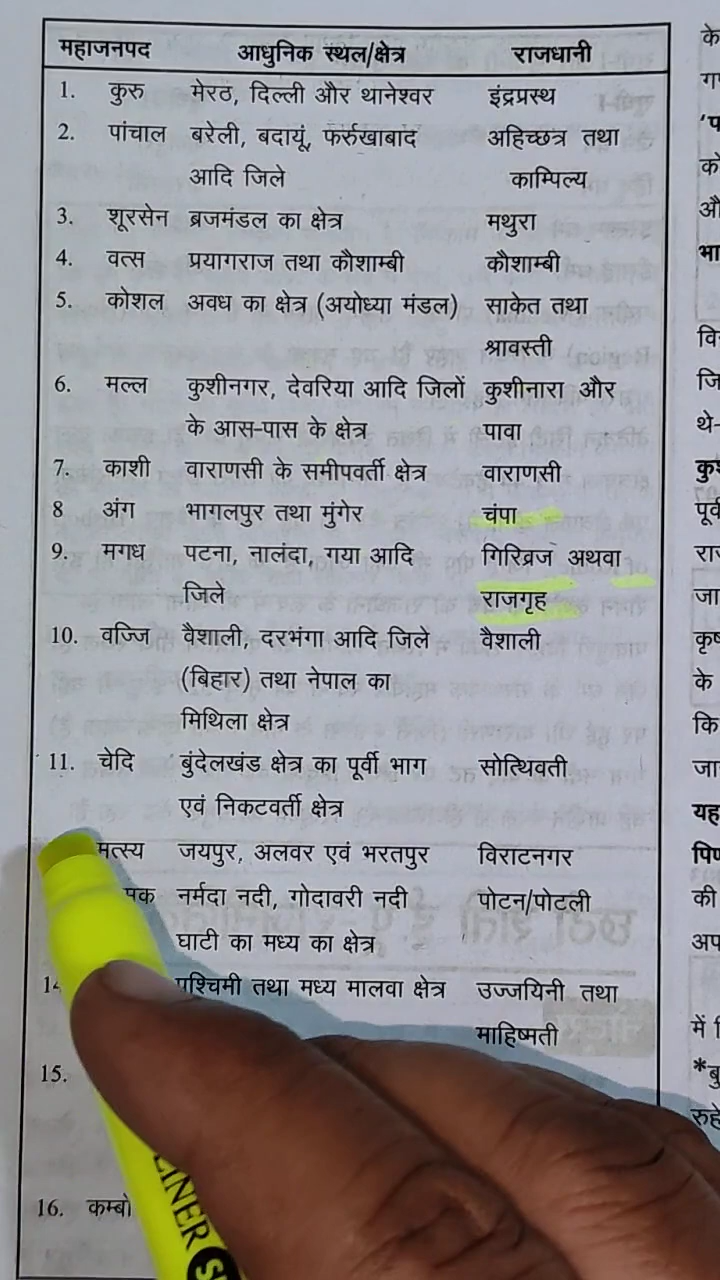 महाजनपद आधुनिक स्थल/क्षेत्र राजधानी
1. कुरु मेरठ, दिल्ली और थानेश्वर इंद्रप्रस्थ
2. पांचाल बरेली, बदायूं, फर्रुखाबाद अहिच्छत्र तथा
आदि जिले काम्पिल्य
3. शूरसेन ब्रजमंडल का क्षेत्र मथुरा
4. वत्स प्रयागराज तथा कौशाम्बी कौशाम्बी
5. कोशल अवध का क्षेत्र (अयोध्या मंडल) साकेत तथा
श्रावस्ती
6. मल्ल कुशीनगर, देवरिया आदि जिलों कुशीनारा और
के आस-पास के क्षेत्र पावा
7. काशी वाराणसी के समीपवर्ती क्षेत्र वाराणसी
8 अंग भागलपुर तथा मुंगेर चंपा
9. मगध पटना, नालंदा, गया आदि गिरिव्रज अथवा
जिले राजगृह
10. वज्जि वैशाली, दरभंगा आदि जिले वैशाली
(बिहार) तथा नेपाल का
मिथिला क्षेत्र
11. चेदि बुंदेलखंड क्षेत्र का पूर्वी भाग सोत्थिवती
एवं निकटवर्ती क्षेत्र
मत्स्य जयपुर, अलवर एवं भरतपुर विराटनगर
नर्मदा नदी, गोदावरी नदी पोटन/पोटली
घाटी का मध्य का क्षेत्र
14 पश्चिमी तथा मध्य मालवा क्षेत्र उज्जयिनी तथा
माहिष्मती
15.
16. कम्बो
LINER